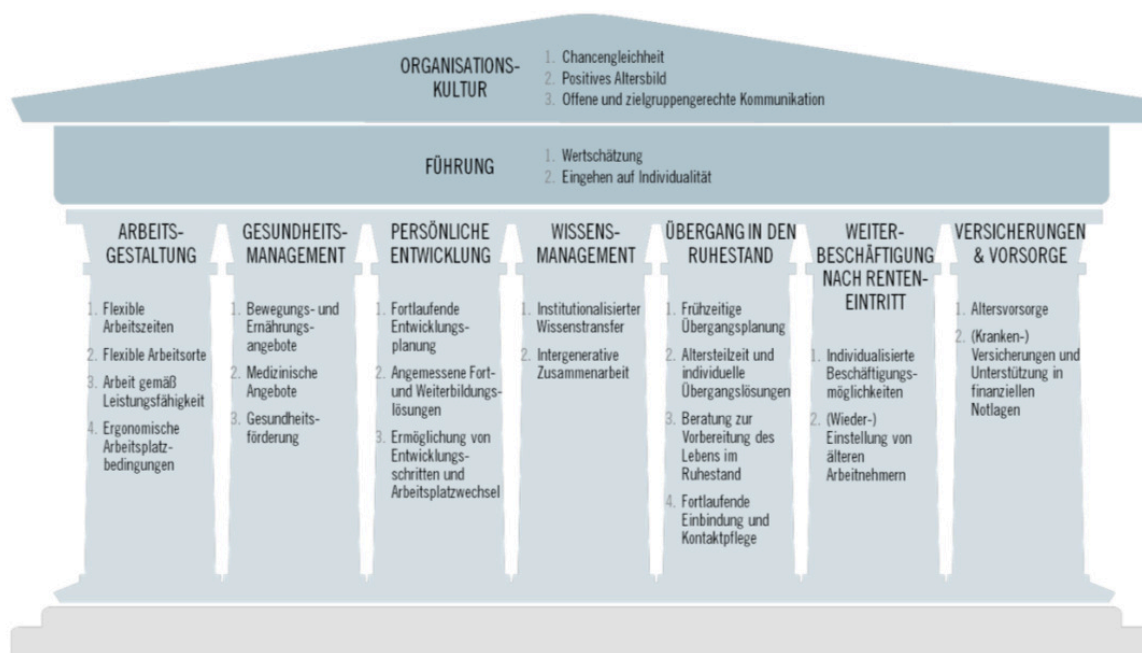 ORGANISATIONS-
KULTUR
1. Chancengleichheit
2. Positives Altersbild
3. Offene und zielgruppengerechte Kommunikation
FÜHRUNG
1. Wertschätzung
2. Eingehen auf Individualität
ARBEITS-
GESTALTUNG
1. Flexible
Arbeitszeiten
2. Flexible Arbeitsorte
3. Arbeit gemäß
Leistungsfähigkeit
4. Ergonomische
Arbeitsplatz-
bedingungen
GESUNDHEITS-
MANAGEMENT
1. Bewegungs- und
Ernährungs-
angebote
2. Medizinische
Angebote
3. Gesundheits-
förderung
PERSÖNLICHE
ENTWICKLUNG
1. Fortlaufende
Entwicklungs-
planung
2. Angemessene Fort-
und Weiterbildungs-
lösungen
3. Ermöglichung von
Entwicklungs-
schritten und
Arbeitsplatzwechsel
WISSENS-
MANAGEMENT
1. Institutionalisierter
Wissenstransfer
2. Intergenerative
Zusammenarbeit
ÜBERGANG IN DEN
RUHESTAND
1. Frühzeitige
Übergangsplanung
2. Altersteilzeit und
individuelle
Übergangslösungen
3. Beratung zur
Vorbereitung des
Lebens im
Ruhestand
4. Fortlaufende
Einbindung und
Kontaktpflege
WEITER-
BESCHÄFTIGUNG
NACH RENTEN-
EINTRITT
1. Individualisierte
Beschäftigungs-
möglichkeiten
2. (Wieder-)
Einstellung von
älteren
Arbeitnehmern
VERSICHERUNGEN
& VORSORGE
1. Altersvorsorge
2. (Kranken-)
Versicherungen und
Unterstützung in
finanziellen
Notlagen